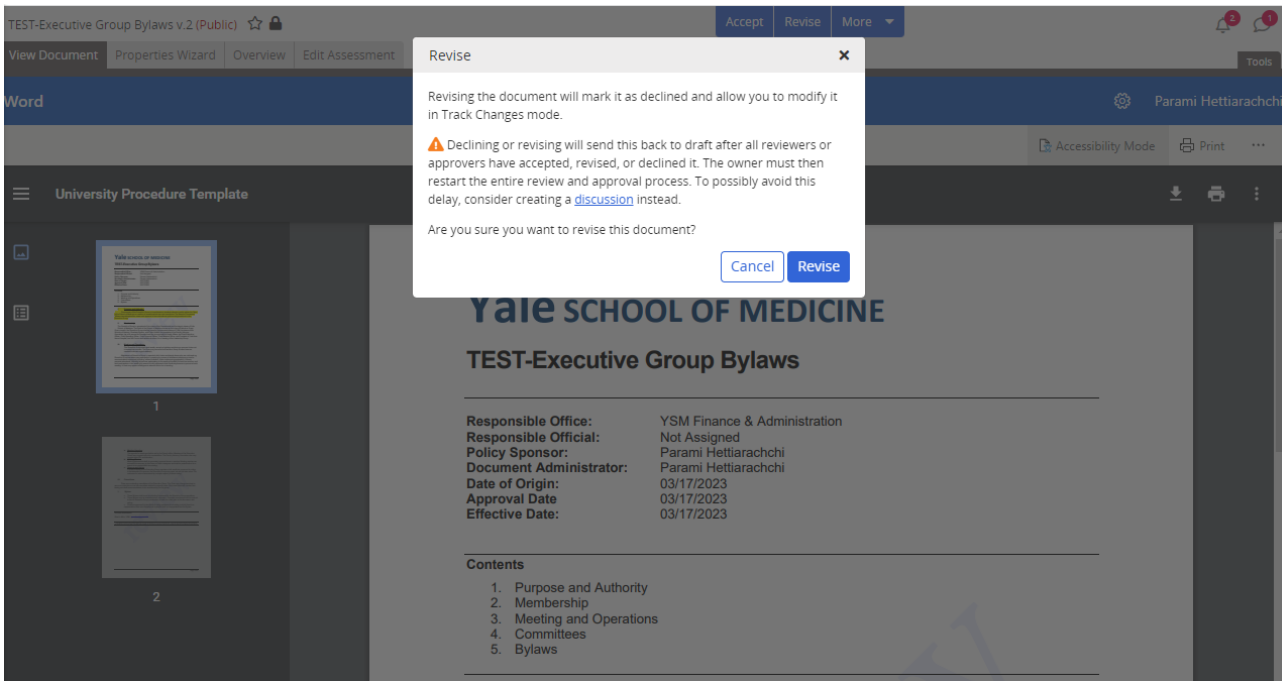 TEST-Executive Group Bylaws v.2 (Public)
Accept Revise More
2 1
View Document Properties Wizard Overview Edit Assessment
Tools
Revise
Revising the document will mark it as declined and allow you to modify it
in Track Changes mode.
Declining or revising will send this back to draft after all reviewers or
approvers have accepted, revised, or declined it. The owner must then
restart the entire review and approval process. To possibly avoid this
delay, consider creating a discussion instead.
Are you sure you want to revise this document?
Cancel Revise
Word
Parami Hettiarachchi
Accessibility Mode Print
University Procedure Template
1
2
Yale SCHOOL OF MEDICINE
TEST-Executive Group Bylaws
Responsible Office: YSM Finance & Administration
Responsible Official: Not Assigned
Policy Sponsor: Parami Hettiarachchi
Document Administrator: Parami Hettiarachchi
Date of Origin: 03/17/2023
Approval Date 03/17/2023
Effective Date: 03/17/2023
Contents
1. Purpose and Authority
2. Membership
3. Meeting and Operations
4. Committees
5. Bylaws